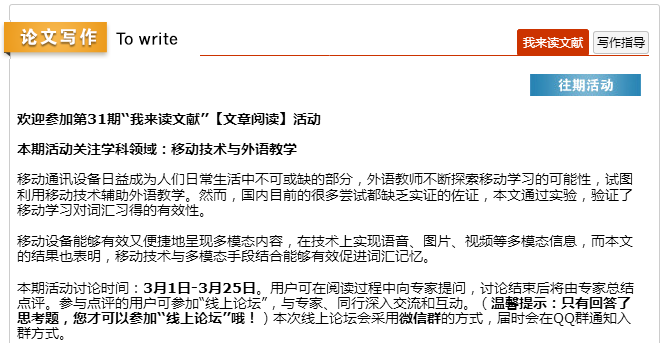 论文写作 To write 我来读文献 写作指导
往期活动
欢迎参加第31期“我来读文献”【文章阅读】活动
本期活动关注学科领域：移动技术与外语教学
移动通讯设备日益成为人们日常生活中不可或缺的部分，外语教师不断探索移动学习的可能性，试图
利用移动技术辅助外语教学。然而，国内目前的很多尝试都缺乏实证的佐证，本文通过实验，验证了
移动学习对词汇习得的有效性。
移动设备能够有效又便捷地呈现多模态内容，在技术上实现语音、图片、视频等多模态信息，而本文
的结果也表明，移动技术与多模态手段结合能够有效促进词汇记忆。
本期活动讨论时间：3月1日-3月25日。用户可在阅读过程中向专家提问，讨论结束后将由专家总结
点评。参与点评的用户可参加“线上论坛”，与专家、同行深入交流和互动。（温馨提示：只有回答了
思考题，您才可以参加“线上论坛”哦！）本次线上论坛会采用微信群的方式，届时会在QQ群通知入
群方式。